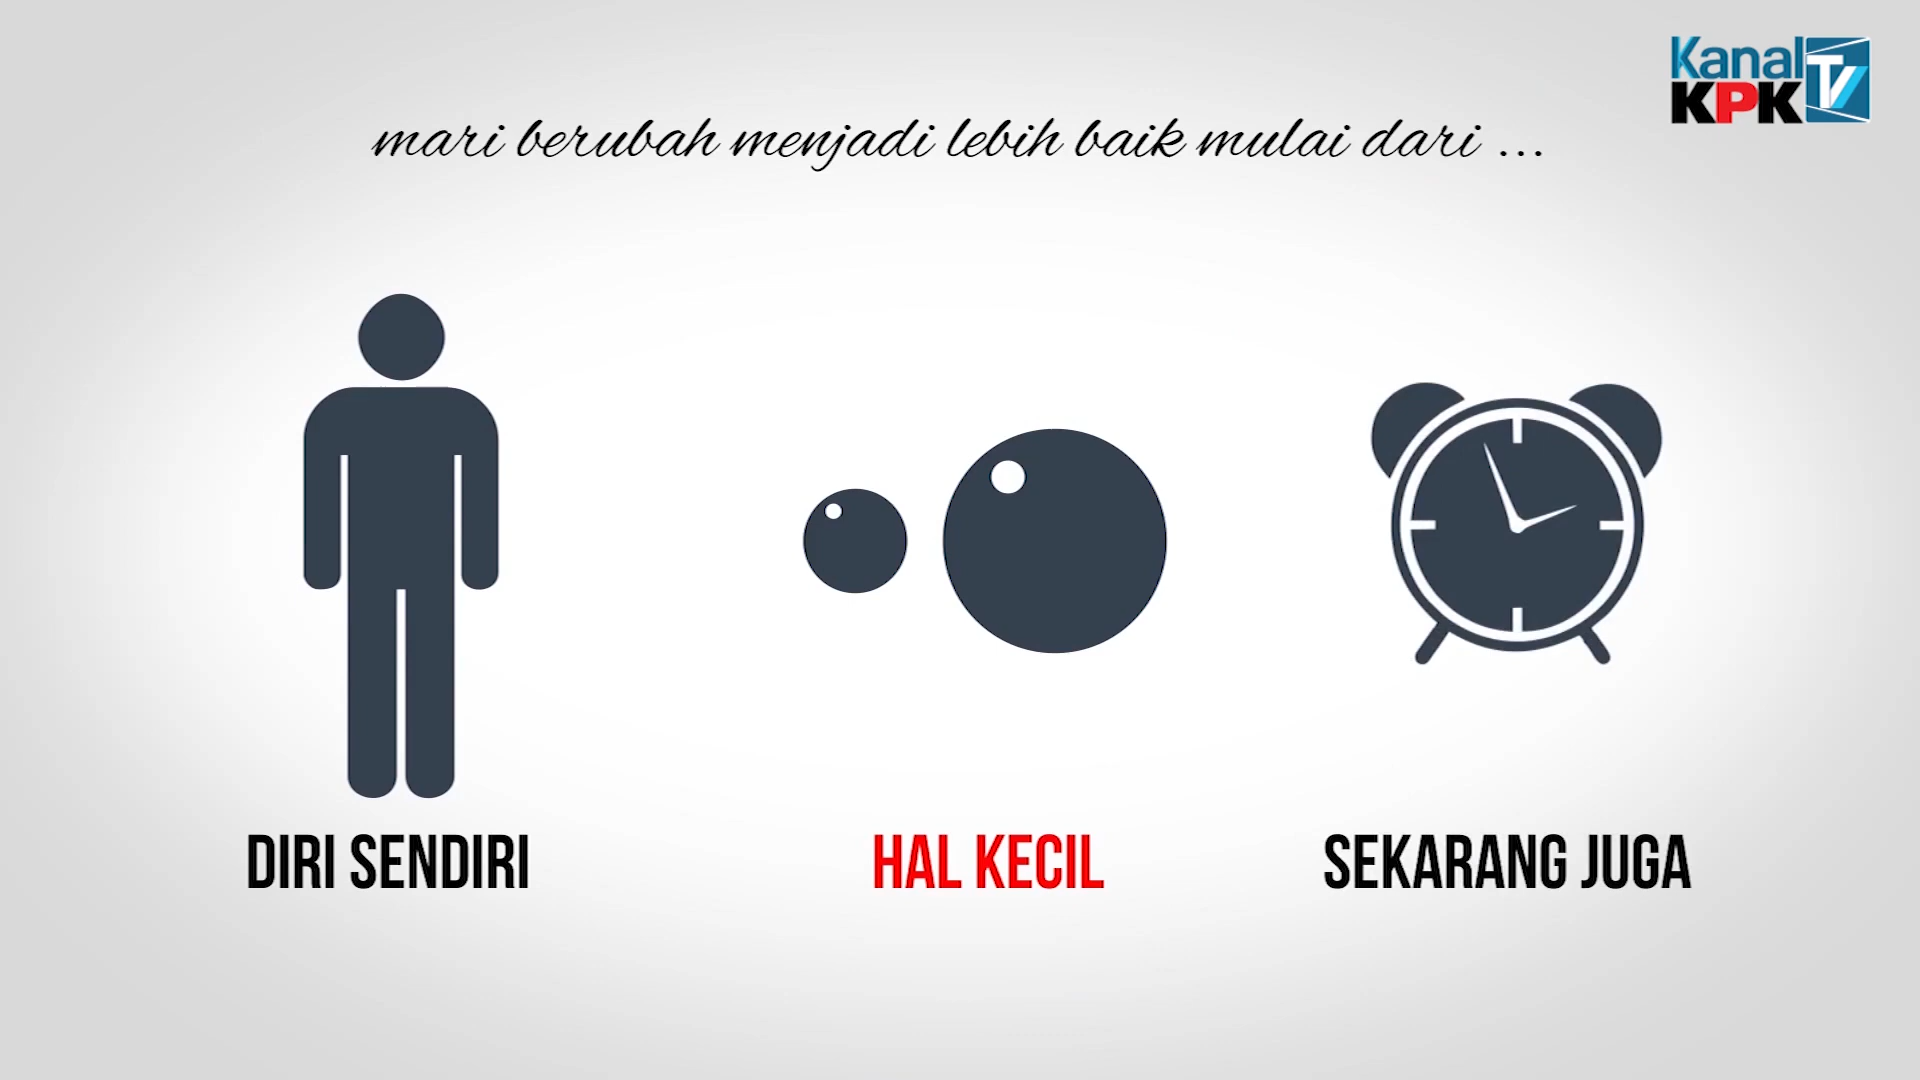 Kanal
KPK TV
mari berubah menjadi lebih baik mulai dari ...
DIRI SENDIRI
HAL KECIL
SEKARANG JUGA